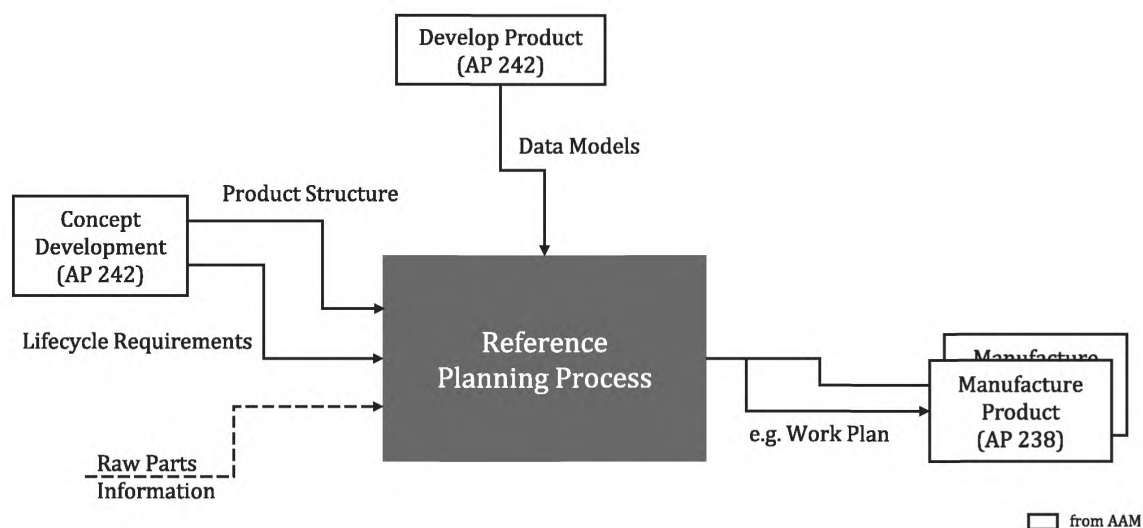 Develop Product
(AP 242)
Data Models
Product Structure
Concept
Development
(AP 242)
Lifecycle Requirements
Reference
Planning Process
Manufacture
Manufacture
Product
(AP 238)
e.g. Work Plan
Raw Parts
Information
from AAM